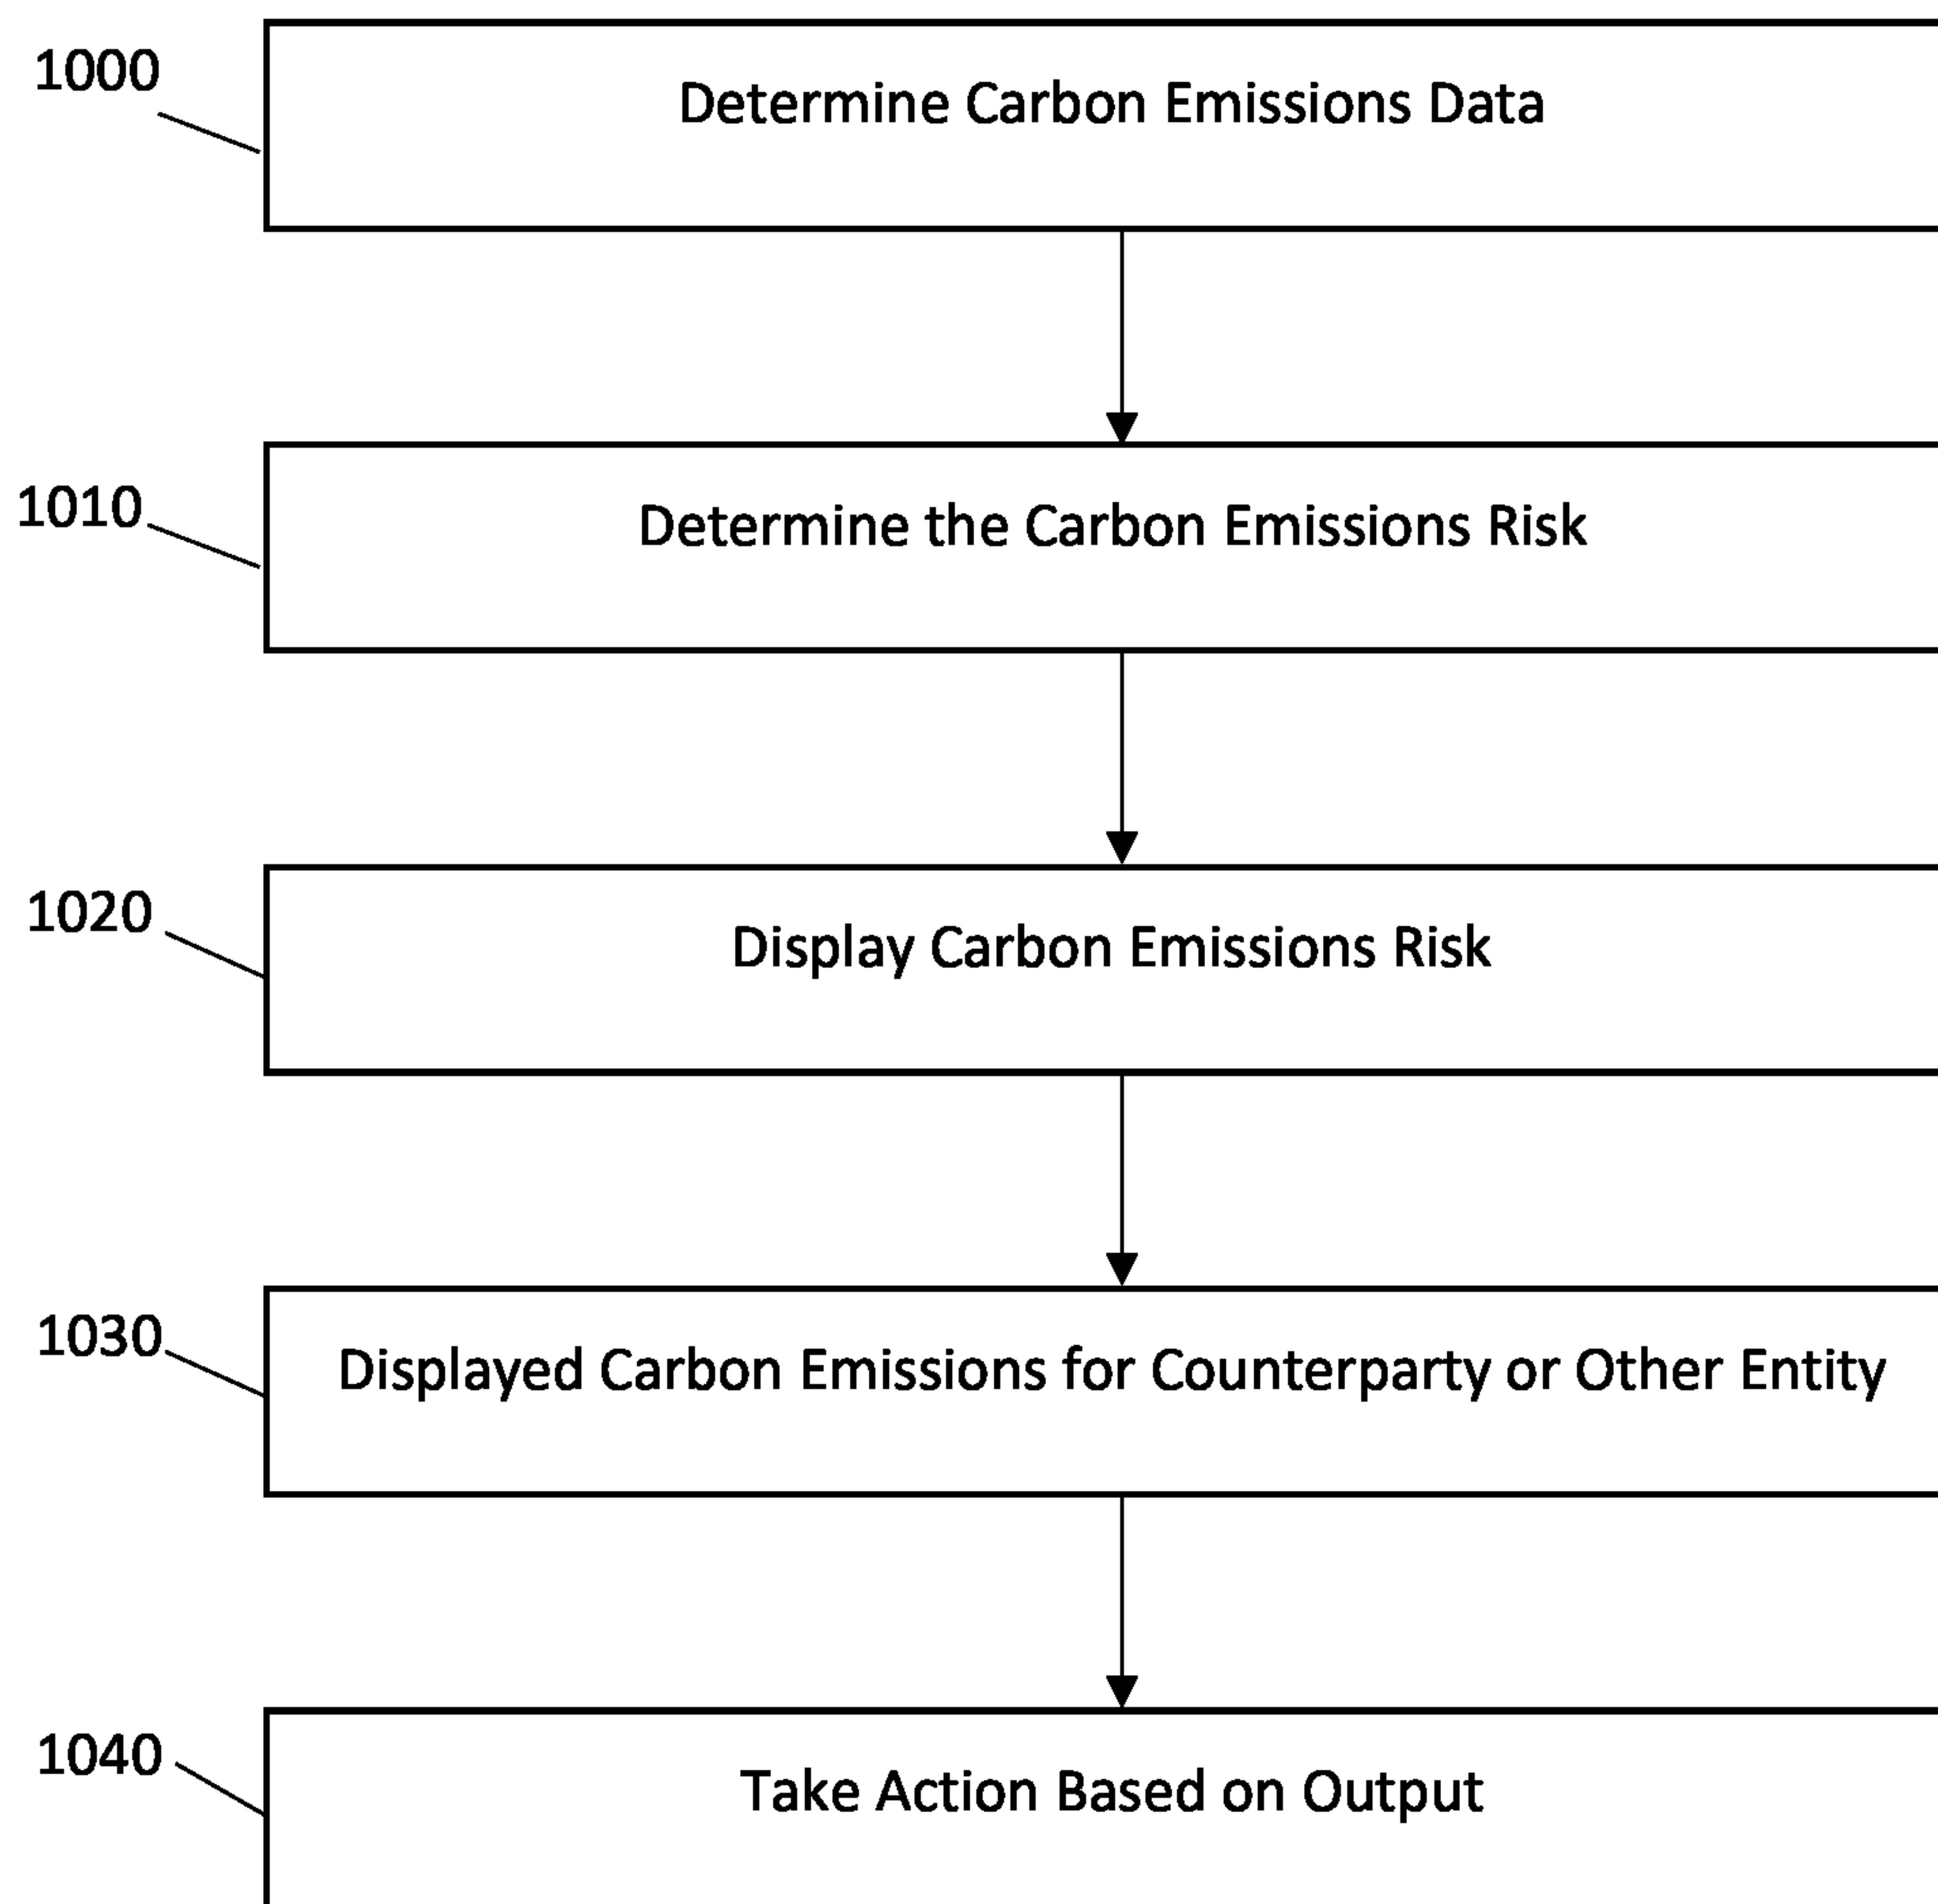 1000
Determine Carbon Emissions Data
1010
Determine the Carbon Emissions Risk
1020
Display Carbon Emissions Risk
1030
Displayed Carbon Emissions for Counterparty or Other Entity
1040
Take Action Based on Output